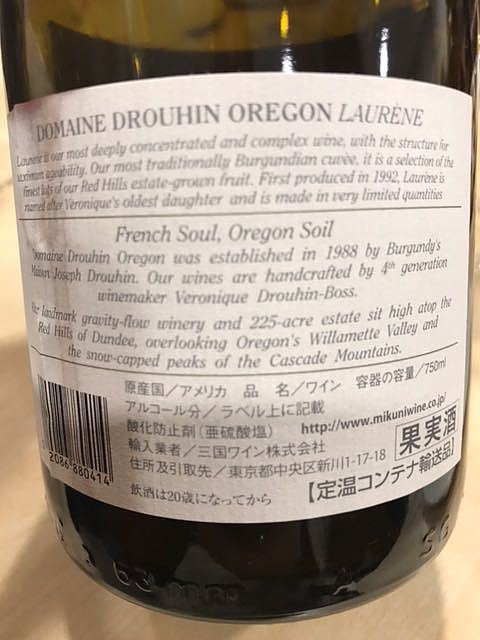 DOMAINE DROUHIN OREGON LAURÈNE
Laurène is our most deeply concentrated and complex wine, with the structure for
maximum ageability. Our most traditionally Burgundian cuvée, it is a selection of the
finest lots of our Red Hills estate-grown fruit. First produced in 1992, Laurène is
named after Véronique's oldest daughter and is made in very limited quantities
French Soul, Oregon Soil
Domaine Drouhin Oregon was established in 1988 by Burgundy's
Maison Joseph Drouhin. Our wines are handcrafted by 4th generation
winemaker Veronique Drouhin-Boss.
Our landmark gravity-flow winery and 225-acre estate sit high atop the
Red Hills of Dundee, overlooking Oregon's Willamette Valley and
the snow-capped peaks of the Cascade Mountains.
原産国/アメリカ 品 名/ワイン 容器の容量/750ml
アルコール分/ラベル上に記載
酸化防止剤(亜硫酸塩) http://www.mikuniwine.co.jp/
輸入業者/三国ワイン株式会社 果実酒
住所及引取先/東京都中央区新川1-17-18
飲酒は20歳になってから 【定温コンテナ輸送品】
2086 880414
63 mm